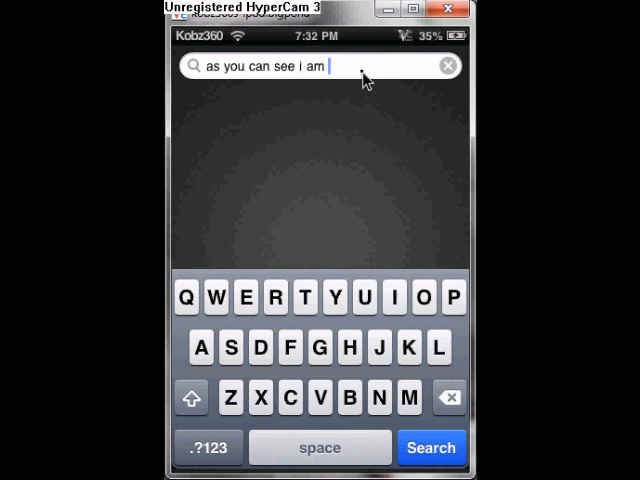 Unregistered HyperCam 3
Kobz360 7:32 PM 35%
as you can see i am
Q W E R T Y U I O P
A S D F G H J K L
Z X C V B N M
.?123 space Search